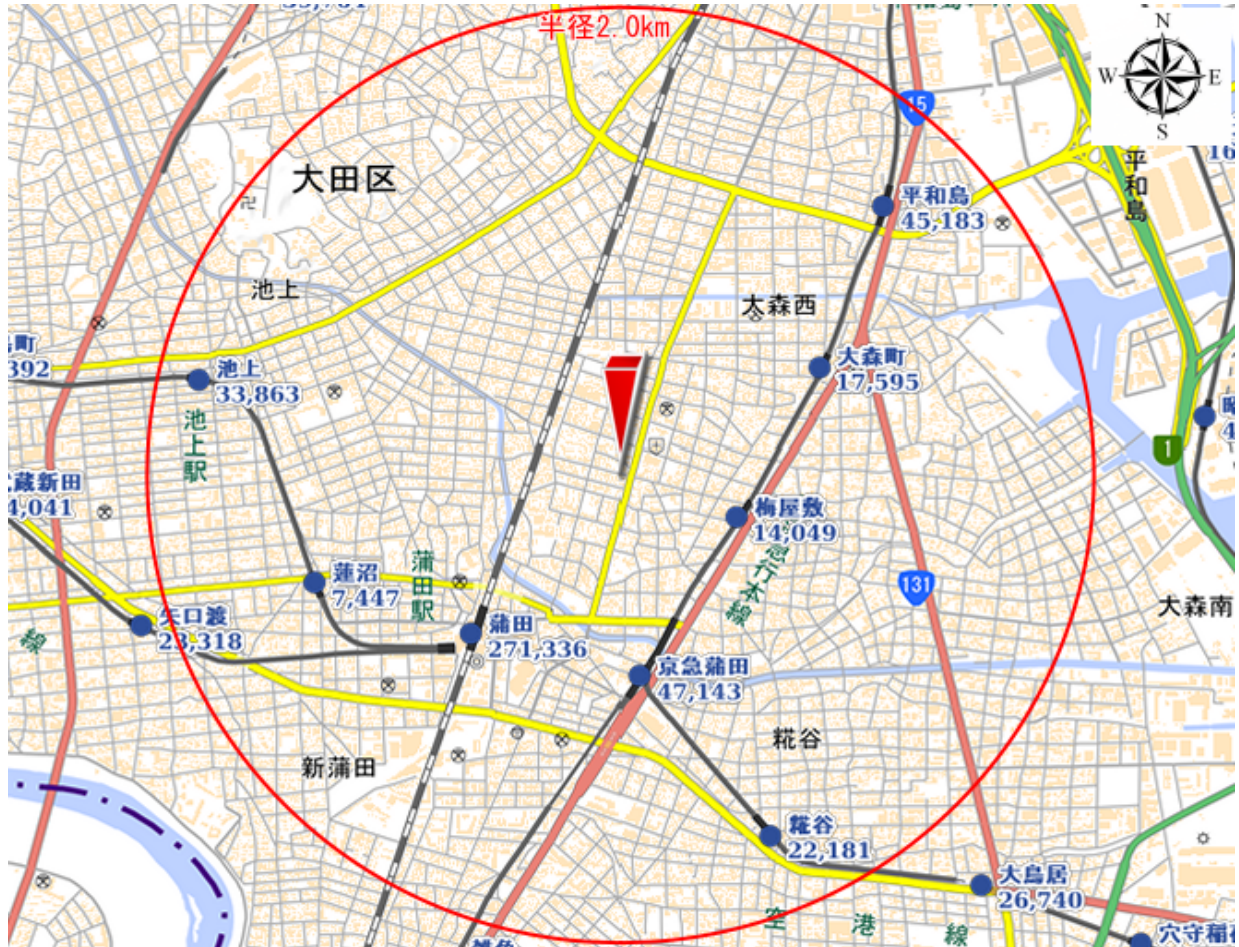 半径2.0km
N
W
E
S
15
大田区
平和島
平和島
45,183
池上
大森西
大森町
17,595
池上
33,863
池上駅
392
1
蔵新田
4,041
梅屋敷
14,049
急行本線
蒲田駅
蓮沼
7,447
131
大森南
矢口渡
23,318
線
蒲田
271,336
京急蒲田
47,143
糀谷
新蒲田
糀谷
22,181
大鳥居
26,740
空港線
穴守稲